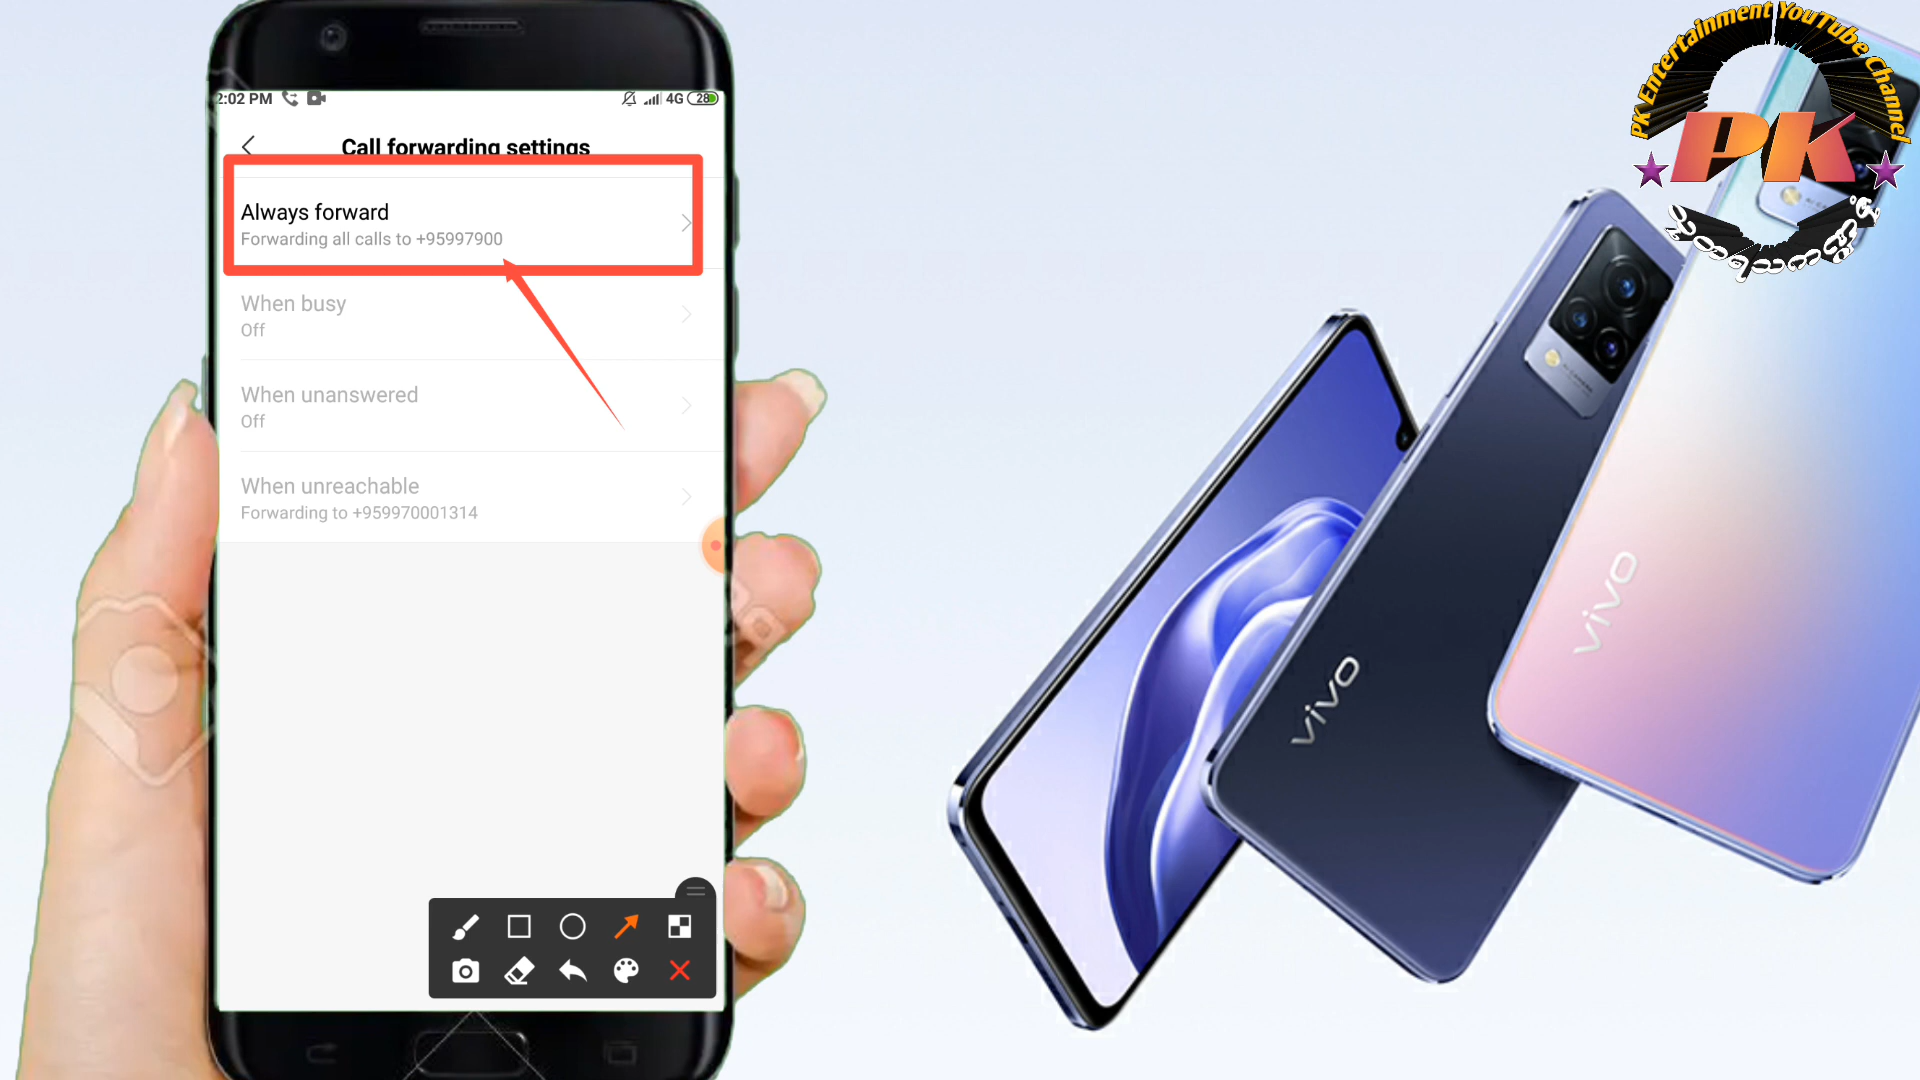 PK Entertainment YouTube Channel
PK
2:02 PM
4G 28
Call forwarding settings
Always forward
Forwarding all calls to +95997900
When busy
Off
When unanswered
Off
When unreachable
Forwarding to +959970001314
vivo
vivo